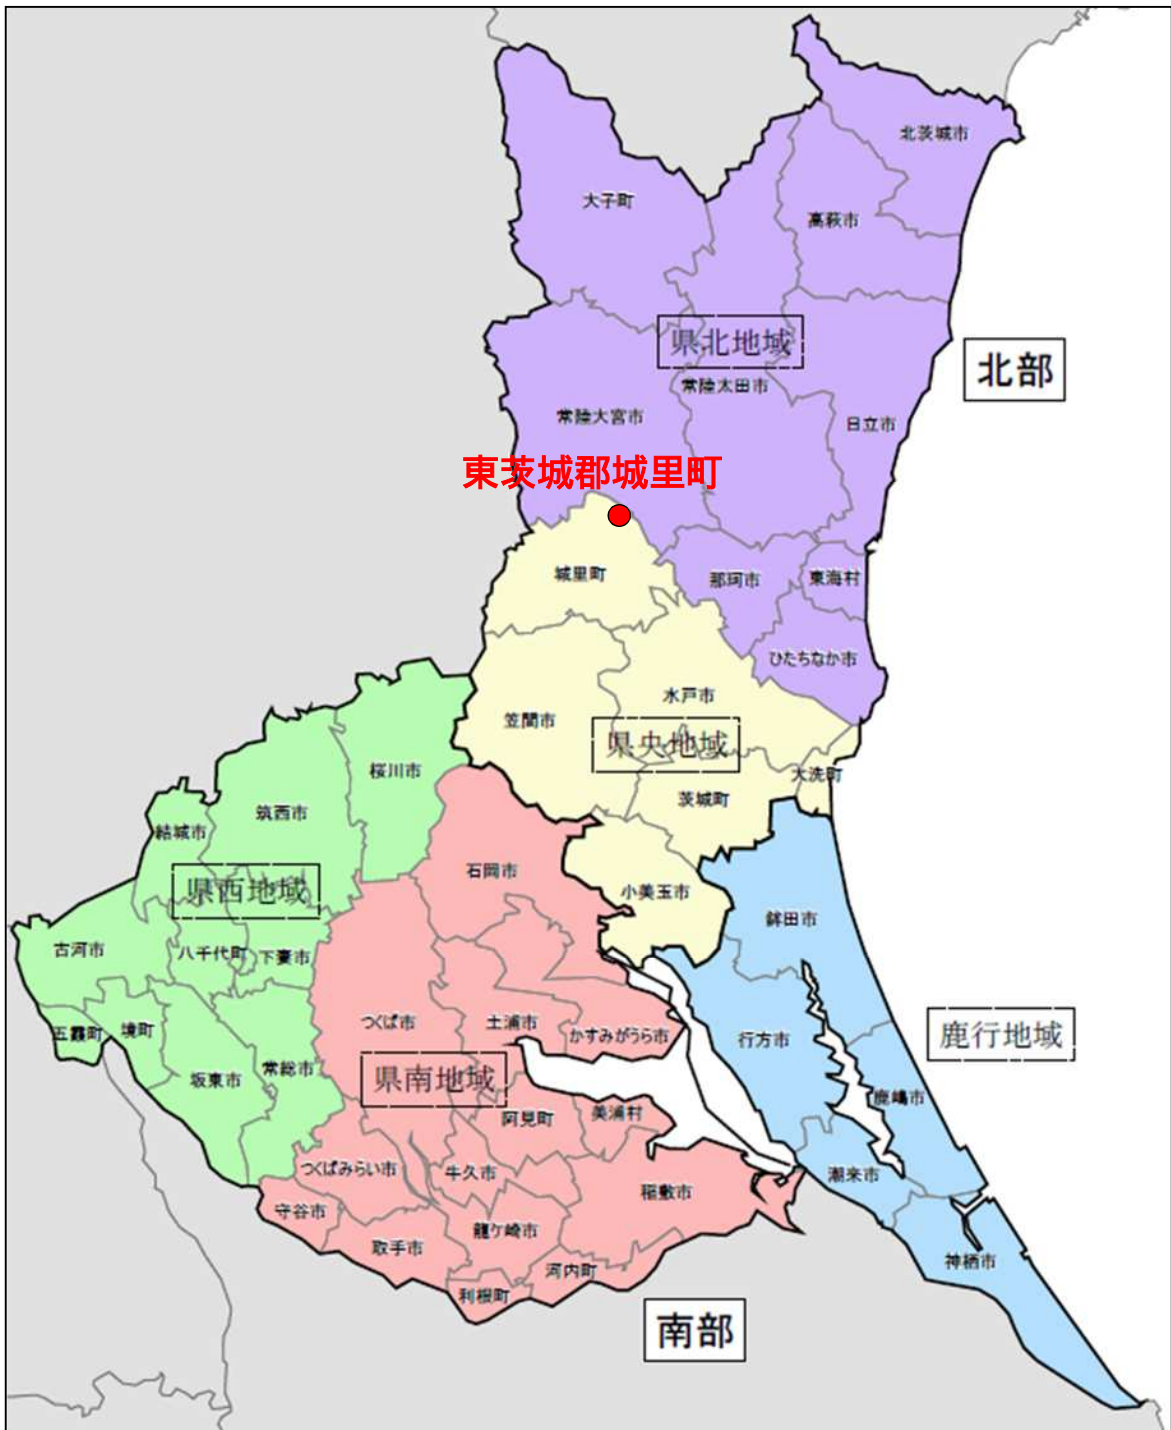 北茨城市
大子町
高萩市
県北地域
北部
常陸太田市
常陸大宮市
日立市
東茨城郡城里町
城里町
那珂市
東海村
ひたちなか市
水戸市
笠間市
県央地域
桜川市
大洗町
茨城町
筑西市
結城市
石岡市
県西地域
小美玉市
鉾田市
古河市
八千代町
下妻市
つくば市
土浦市
かすみがうら市
五霞町
境町
行方市
鹿行地域
常総市
坂東市
県南地域
鹿嶋市
阿見町
美浦村
つくばみらい市
牛久市
潮来市
稲敷市
守谷市
龍ケ崎市
取手市
河内町
神栖市
利根町
南部